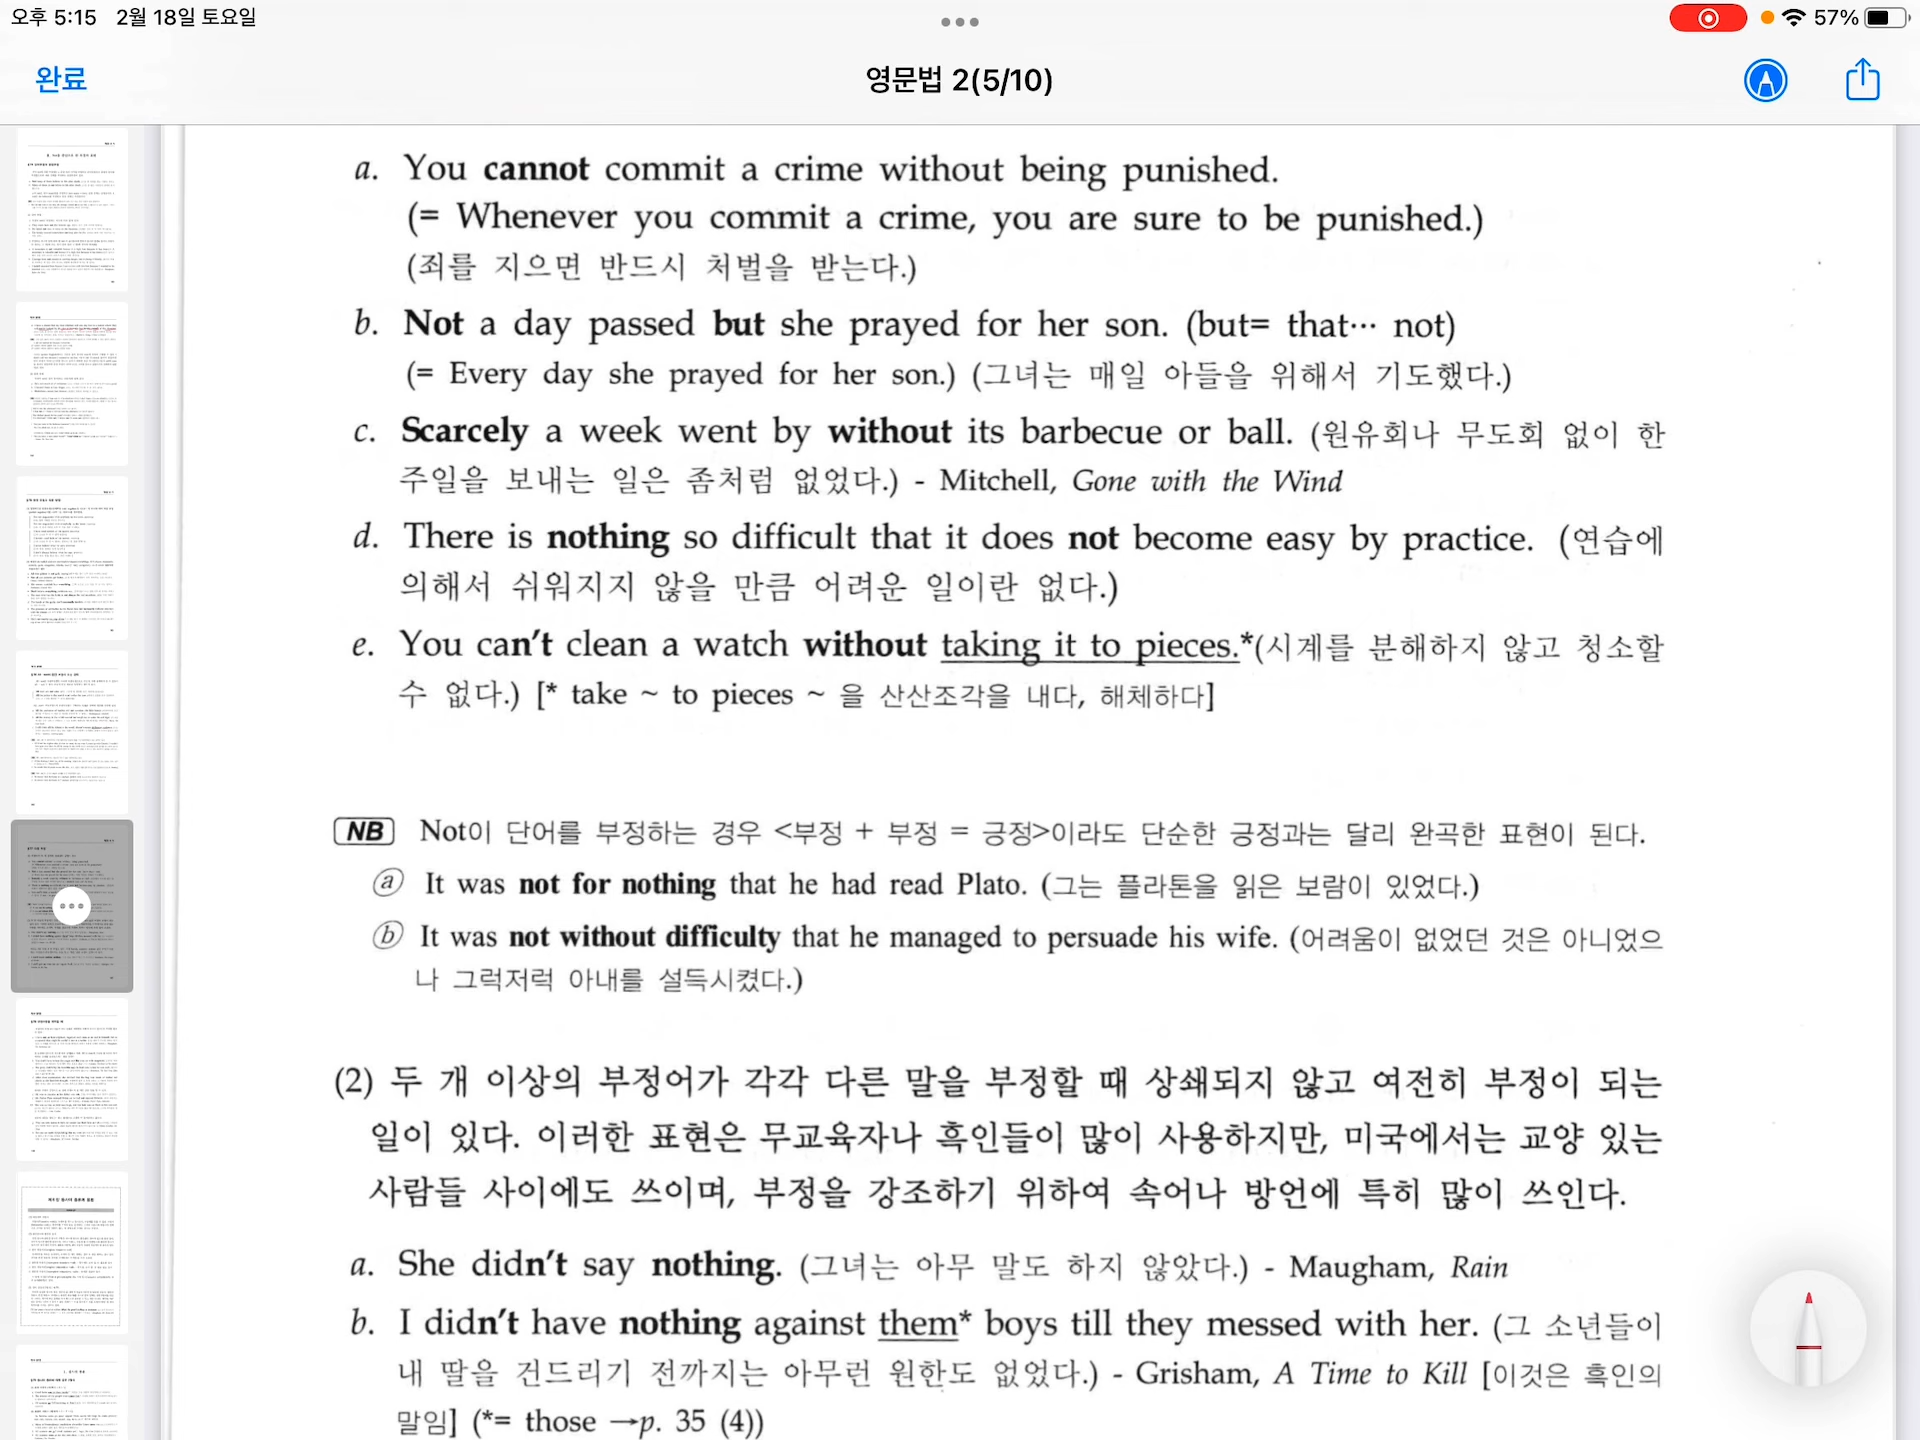 오후 5:15 2월 18일 토요일
57%
완료
영문법 2(5/10)
a. You cannot commit a crime without being punished.
(= Whenever you commit a crime, you are sure to be punished.)
(죄를 지으면 반드시 처벌을 받는다.)
b. Not a day passed but she prayed for her son. (but= that… not)
(= Every day she prayed for her son.) (그녀는 매일 아들을 위해서 기도했다.)
c. Scarcely a week went by without its barbecue or ball. (원유회나 무도회 없이 한
주일을 보내는 일은 좀처럼 없었다.) - Mitchell, Gone with the Wind
d. There is nothing so difficult that it does not become easy by practice. (연습에
의해서 쉬워지지 않을 만큼 어려운 일이란 없다.)
e. You can't clean a watch without taking it to pieces.*(시계를 분해하지 않고 청소할
수 없다.) [* take ~ to pieces ~ 을 산산조각을 내다, 해체하다]
NB Not이 단어를 부정하는 경우 <부정 + 부정 = 긍정>이라도 단순한 긍정과는 달리 완곡한 표현이 된다.
ⓐ It was not for nothing that he had read Plato. (그는 플라톤을 읽은 보람이 있었다.)
ⓑ It was not without difficulty that he managed to persuade his wife. (어려움이 없었던 것은 아니었으
나 그럭저럭 아내를 설득시켰다.)
(2) 두 개 이상의 부정어가 각각 다른 말을 부정할 때 상쇄되지 않고 여전히 부정이 되는
일이 있다. 이러한 표현은 무교육자나 흑인들이 많이 사용하지만, 미국에서는 교양 있는
사람들 사이에도 쓰이며, 부정을 강조하기 위하여 속어나 방언에 특히 많이 쓰인다.
a. She didn't say nothing. (그녀는 아무 말도 하지 않았다.) - Maugham, Rain
b. I didn't have nothing against them* boys till they messed with her. (그 소년들이
내 딸을 건드리기 전까지는 아무런 원한도 없었다.) - Grisham, A Time to Kill [이것은 흑인의
말임] (*= those →p. 35 (4))